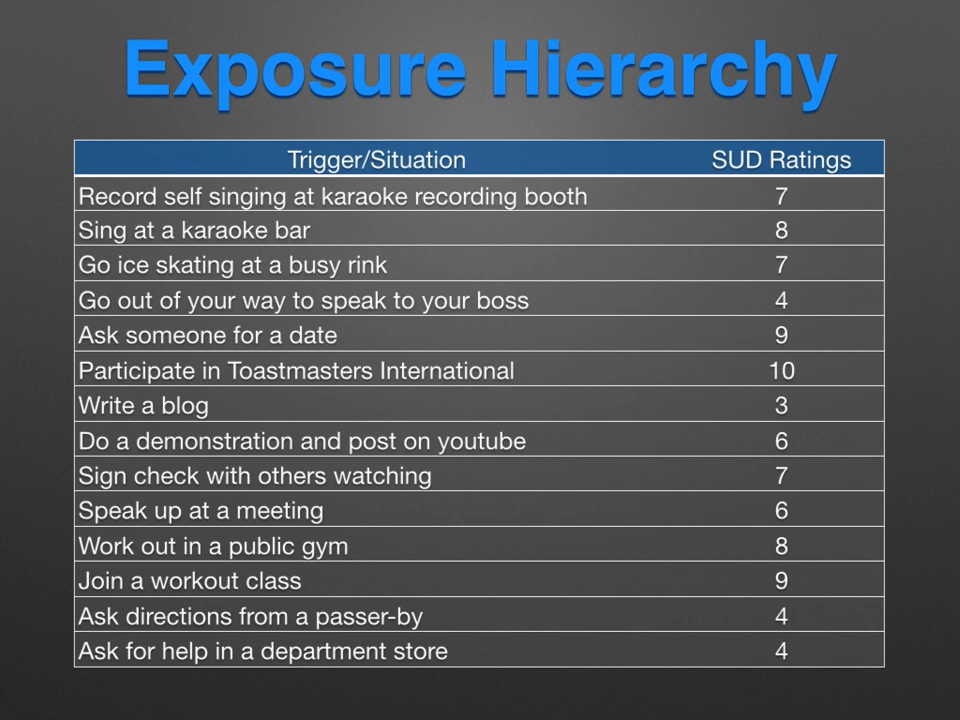 Exposure Hierarchy
Trigger/Situation SUD Ratings
Record self singing at karaoke recording booth 7
Sing at a karaoke bar 8
Go ice skating at a busy rink 7
Go out of your way to speak to your boss 4
Ask someone for a date 9
Participate in Toastmasters International 10
Write a blog 3
Do a demonstration and post on youtube 6
Sign check with others watching 7
Speak up at a meeting 6
Work out in a public gym 8
Join a workout class 9
Ask directions from a passer-by 4
Ask for help in a department store 4